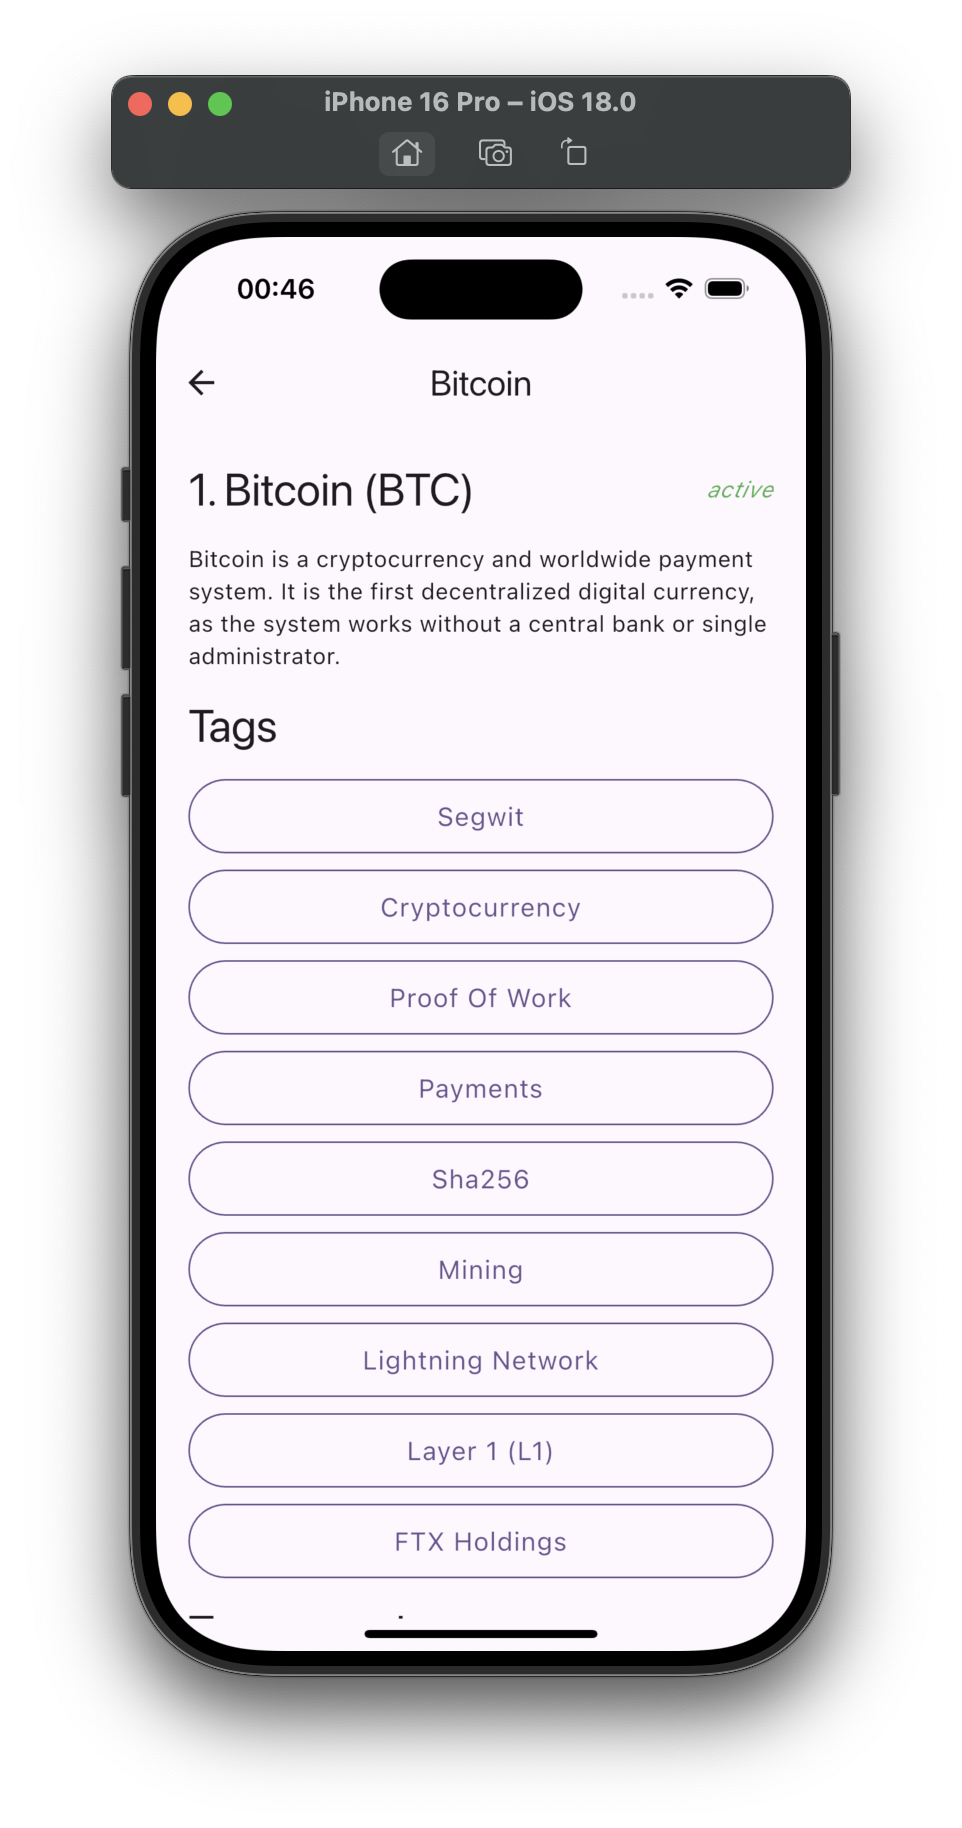 iPhone 16 Pro – iOS 18.0
00:46
Bitcoin
1. Bitcoin (BTC)
active
Bitcoin is a cryptocurrency and worldwide payment
system. It is the first decentralized digital currency,
as the system works without a central bank or single
administrator.
Tags
Segwit
Cryptocurrency
Proof Of Work
Payments
Sha256
Mining
Lightning Network
Layer 1 (L1)
FTX Holdings